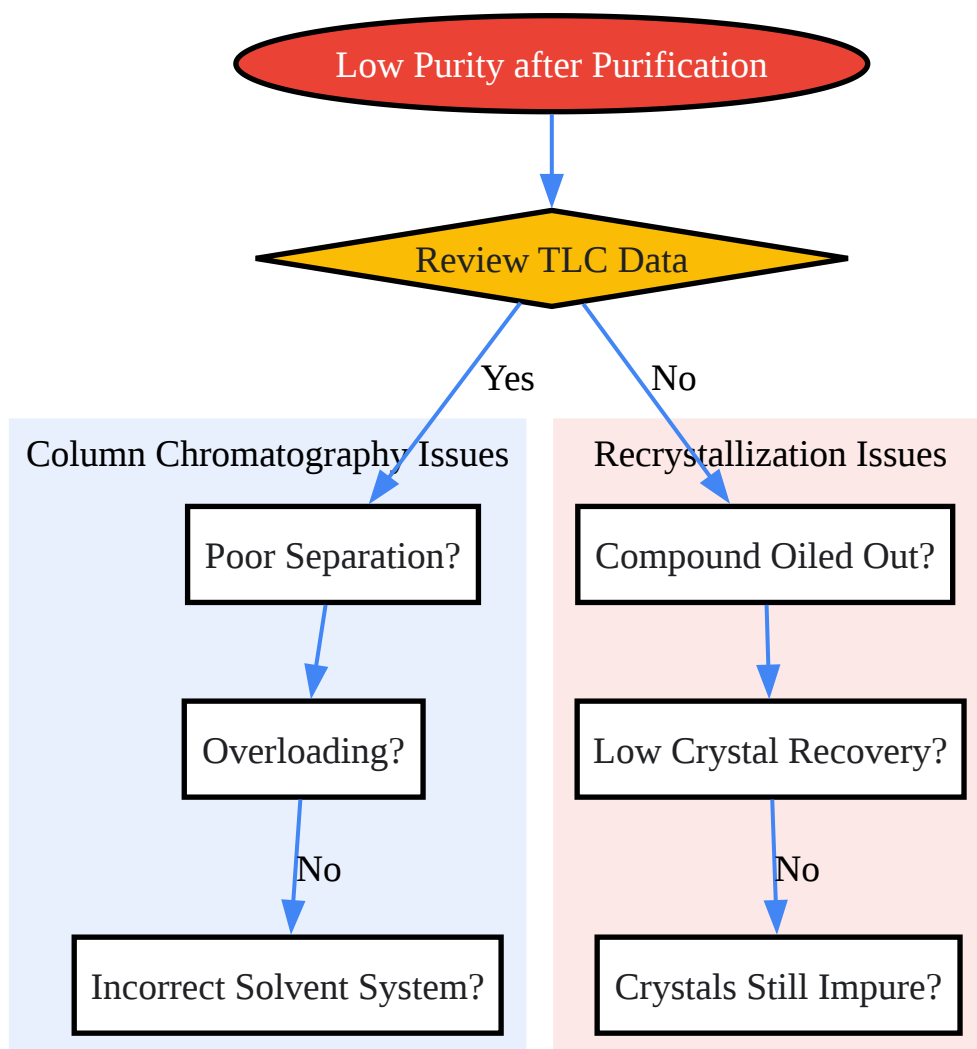 Low Purity after Purification
Review TLC Data
Yes
No
Column Chromatography Issues
Recrystallization Issues
Poor Separation?
Compound Oiled Out?
Overloading?
Low Crystal Recovery?
No
No
Incorrect Solvent System?
Crystals Still Impure?